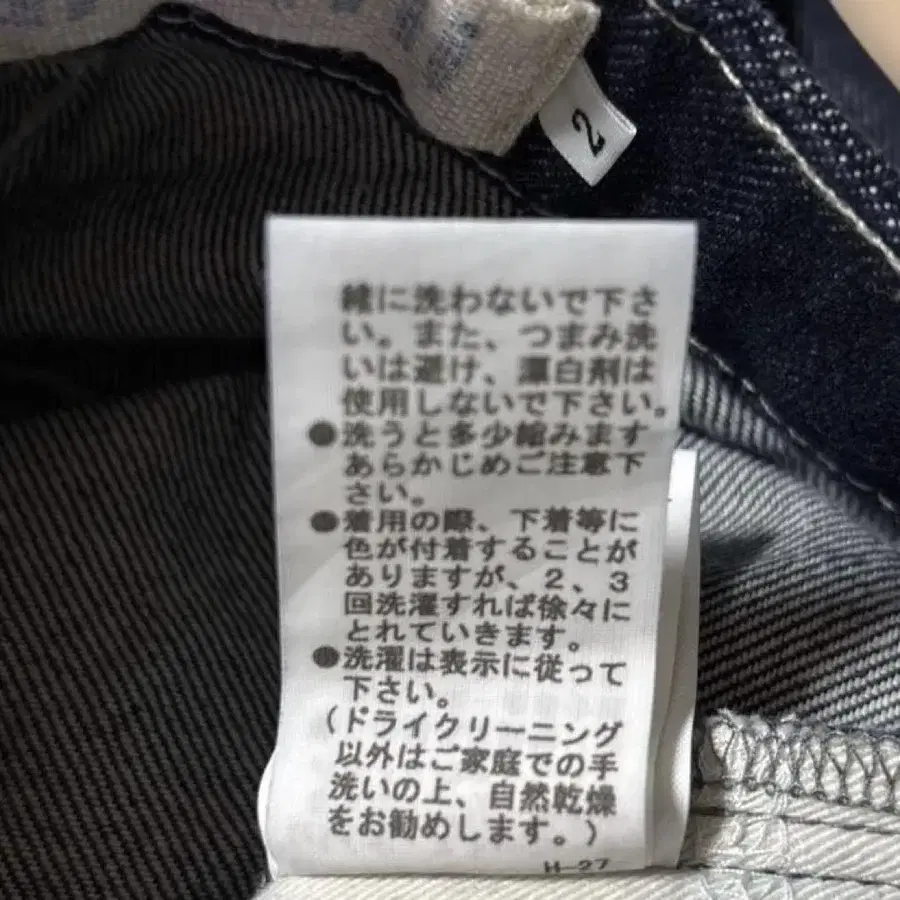 2
緒に洗わないで下さ
い。また、つまみ洗
いは避け、漂白剤は
使用しないで下さい。
●洗うと多少縮みます
あらかじめご注意下
さい。
●着用の際、下着等に
色が付着することが
ありますが、2、3
回洗濯すれば徐々に
とれていきます。
●洗濯は表示に従って
下さい。
(ドライクリーニング
以外はご家庭での手
洗いの上、自然乾燥
をお勧めします。)
H-27